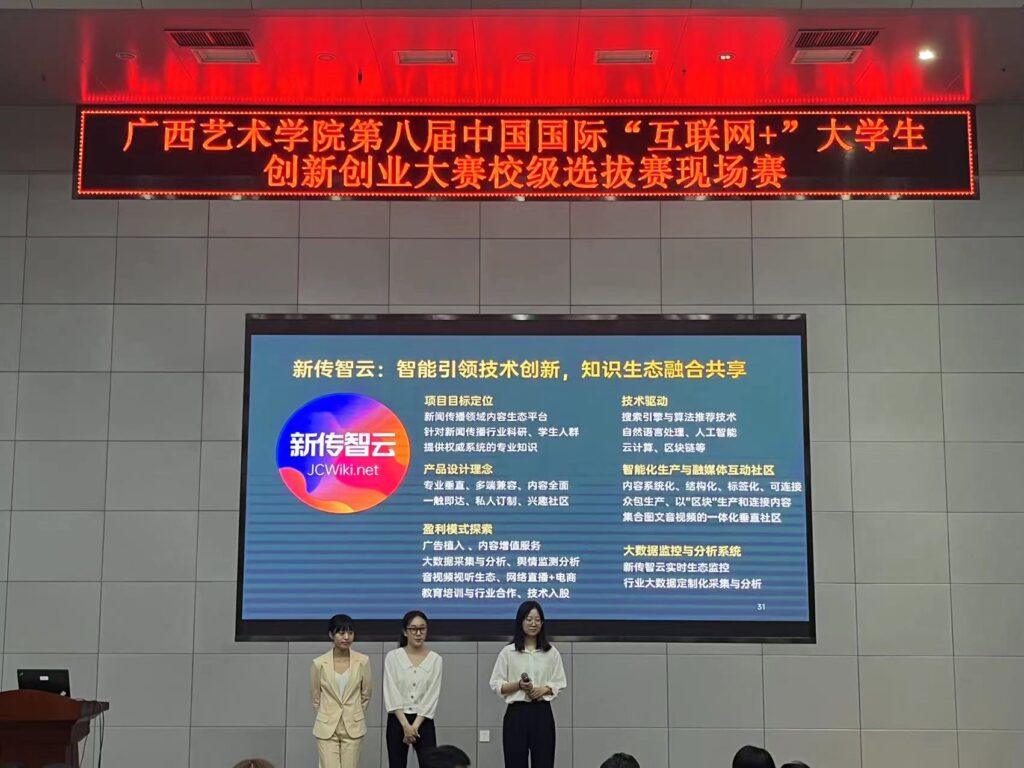 广西艺术学院第八届中国国际“互联网+”大学生
创新创业大赛校级选拔赛现场赛
新传智云：智能引领技术创新，知识生态融合共享
新传智云
JCWiki.net
项目目标定位
新闻传播领域内容生态平台
针对新闻传播行业科研、学生人群
提供权威系统的专业知识
产品设计理念
专业垂直、多端兼容、内容全面
一触即达、私人订制、兴趣社区
盈利模式探索
广告植入、内容增值服务
大数据采集与分析、舆情监测分析
音视频视听生态、网络直播+电商
教育培训与行业合作、技术入股
技术驱动
搜索引擎与算法推荐技术
自然语言处理、人工智能
云计算、区块链等
智能化生产与融媒体互动社区
内容系统化、结构化、标签化、可连接
众包生产、以“区块”生产和连接内容
集合图文音视频的一体化垂直社区
大数据监控与分析系统
新传智云实时生态监控
行业大数据定制化采集与分析
31